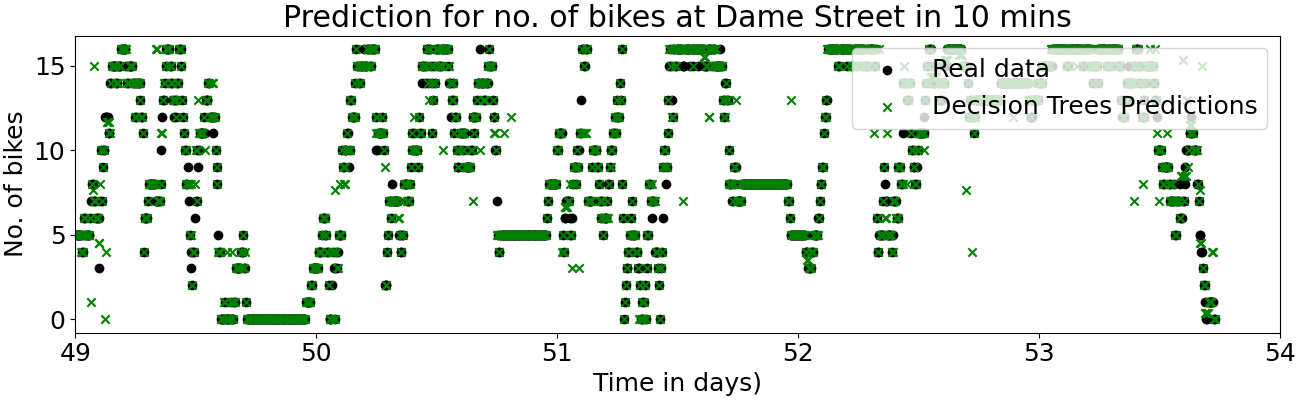 Prediction for no. of bikes at Dame Street in 10 mins
No. of bikes
15
10
5
0
Real data
Decision Trees Predictions
49 50 51 52 53 54
Time in days)